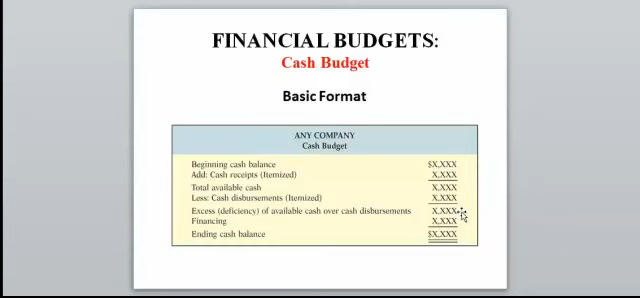 FINANCIAL BUDGETS:
Cash Budget
Basic Format
ANY COMPANY
Cash Budget
Beginning cash balance $X,XXX
Add: Cash receipts (Itemized) X,XXX
Total available cash X,XXX
Less: Cash disbursements (Itemized) X,XXX
Excess (deficiency) of available cash over cash disbursements X,XXX
Financing X,XXX
Ending cash balance $X,XXX